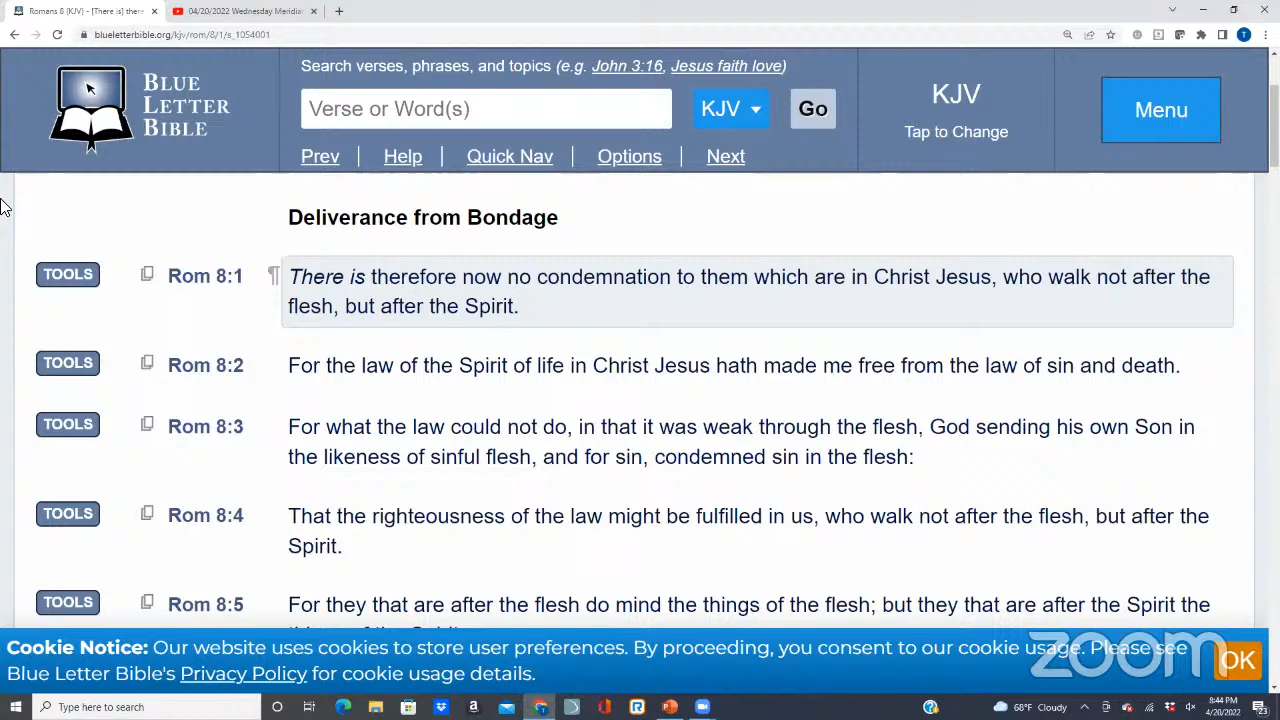 Romans 8 (KJV) - [There is] there
04/20/2022 Wednesday Meridia
blueletterbible.org/kjv/rom/8/1/s_1054001
BLUE
LETTER
BIBLE
Search verses, phrases, and topics (e.g. John 3:16, Jesus faith love)
Verse or Word(s)
KJV
Go
Prev | Help | Quick Nav | Options | Next
KJV
Tap to Change
Menu
Deliverance from Bondage
TOOLS Rom 8:1 ¶ There is therefore now no condemnation to them which are in Christ Jesus, who walk not after the
flesh, but after the Spirit.
TOOLS Rom 8:2 For the law of the Spirit of life in Christ Jesus hath made me free from the law of sin and death.
TOOLS Rom 8:3 For what the law could not do, in that it was weak through the flesh, God sending his own Son in
the likeness of sinful flesh, and for sin, condemned sin in the flesh:
TOOLS Rom 8:4 That the righteousness of the law might be fulfilled in us, who walk not after the flesh, but after the
Spirit.
TOOLS Rom 8:5 For they that are after the flesh do mind the things of the flesh; but they that are after the Spirit the
Cookie Notice: Our website uses cookies to store user preferences. By proceeding, you consent to our cookie usage. Please see
Blue Letter Bible's Privacy Policy for cookie usage details.
OK
zoom
Type here to search
68°F Cloudy
8:44 PM
4/20/2022